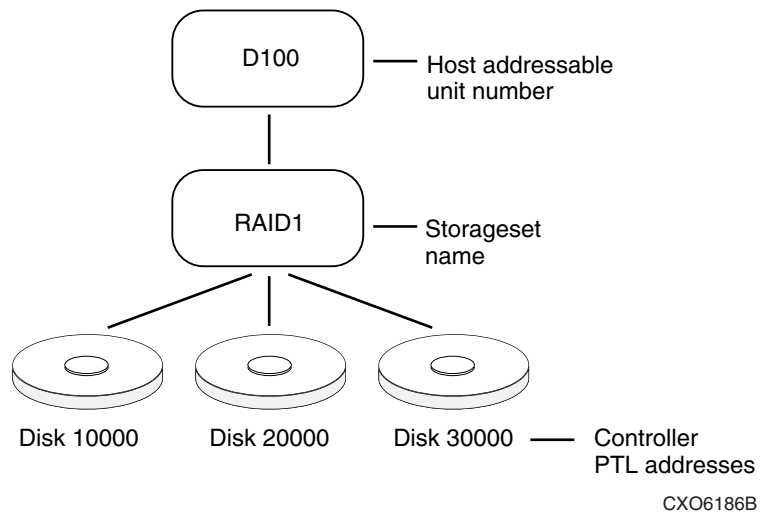 D100
Host addressable
unit number
RAID1
Storageset
name
Disk 10000
Disk 20000
Disk 30000
Controller
PTL addresses
CXO6186B